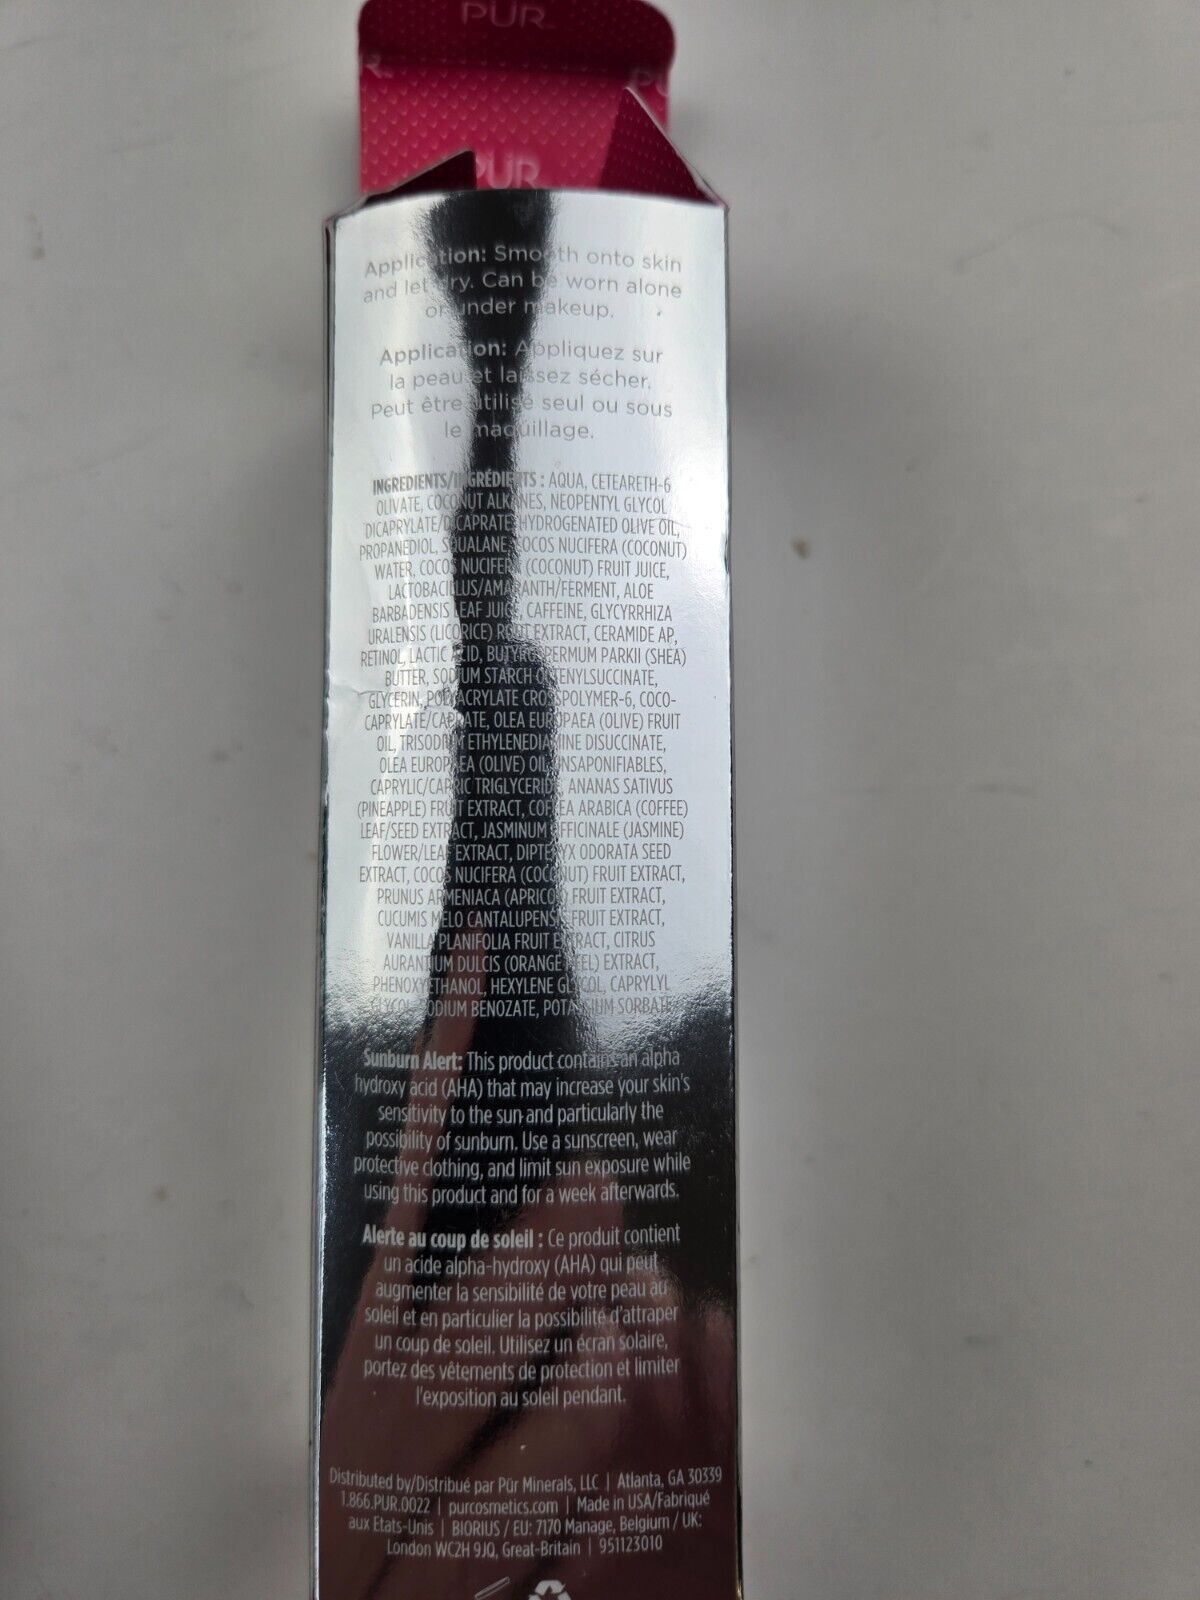 PÜR
PÜR
Application: Smooth onto skin
and let dry. Can be worn alone
or under makeup.
Application: Appliquez sur
la peau et laissez sécher.
Peut être utilisé seul ou sous
le maquillage.
INGREDIENTS/INGRÉDIENTS : AQUA, CETEARETH-6
OLIVATE, COCONUT ALKANES, NEOPENTYL GLYCOL
DICAPRYLATE/DICAPRATE, HYDROGENATED OLIVE OIL,
PROPANEDIOL, SQUALANE, COCOS NUCIFERA (COCONUT)
WATER, COCOS NUCIFERA (COCONUT) FRUIT JUICE,
LACTOBACILLUS/AMARANTH/FERMENT, ALOE
BARBADENSIS LEAF JUICE, CAFFEINE, GLYCYRRHIZA
URALENSIS (LICORICE) ROOT EXTRACT, CERAMIDE AP,
RETINOL, LACTIC ACID, BUTYROSPERMUM PARKII (SHEA)
BUTTER, SODIUM STARCH OCTENYLSUCCINATE,
GLYCERIN, POLYACRYLATE CROSSPOLYMER-6, COCO-
CAPRYLATE/CAPRATE, OLEA EUROPAEA (OLIVE) FRUIT
OIL, TRISODIUM ETHYLENEDIAMINE DISUCCINATE,
OLEA EUROPAEA (OLIVE) OIL UNSAPONIFIABLES,
CAPRYLIC/CAPRIC TRIGLYCERIDE, ANANAS SATIVUS
(PINEAPPLE) FRUIT EXTRACT, COFFEA ARABICA (COFFEE)
LEAF/SEED EXTRACT, JASMINUM OFFICINALE (JASMINE)
FLOWER/LEAF EXTRACT, DIPTERYX ODORATA SEED
EXTRACT, COCOS NUCIFERA (COCONUT) FRUIT EXTRACT,
PRUNUS ARMENIACA (APRICOT) FRUIT EXTRACT,
CUCUMIS MELO CANTALUPENSIS FRUIT EXTRACT,
VANILLA PLANIFOLIA FRUIT EXTRACT, CITRUS
AURANTIUM DULCIS (ORANGE PEEL) EXTRACT,
PHENOXYETHANOL, HEXYLENE GLYCOL, CAPRYLYL
GLYCOL, SODIUM BENOZATE, POTASSIUM SORBATE
Sunburn Alert: This product contains an alpha
hydroxy acid (AHA) that may increase your skin's
sensitivity to the sun and particularly the
possibility of sunburn. Use a sunscreen, wear
protective clothing, and limit sun exposure while
using this product and for a week afterwards.
Alerte au coup de soleil : Ce produit contient
un acide alpha-hydroxy (AHA) qui peut
augmenter la sensibilité de votre peau au
soleil et en particulier la possibilité d'attraper
un coup de soleil. Utilisez un écran solaire,
portez des vêtements de protection et limiter
l'exposition au soleil pendant.
Distributed by/Distribué par Pür Minerals, LLC | Atlanta, GA 30339
1.866.PUR.0022 | purcosmetics.com | Made in USA/Fabriqué
aux Etats-Unis | BIORIUS / EU: 7170 Manage, Belgium / UK:
London WC2H 9JQ, Great-Britain | 951123010